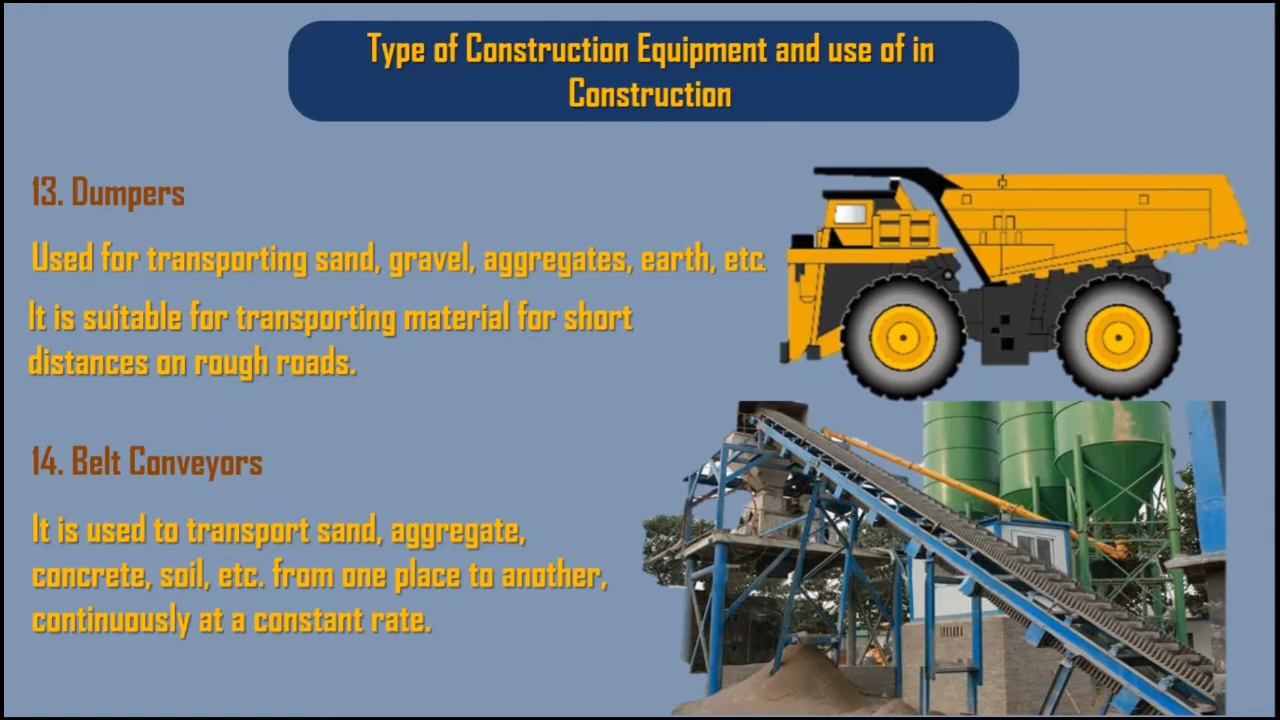 Type of Construction Equipment and use of in
Construction
13. Dumpers
Used for transporting sand, gravel, aggregates, earth, etc.
It is suitable for transporting material for short
distances on rough roads.
14. Belt Conveyors
It is used to transport sand, aggregate,
concrete, soil, etc. from one place to another,
continuously at a constant rate.